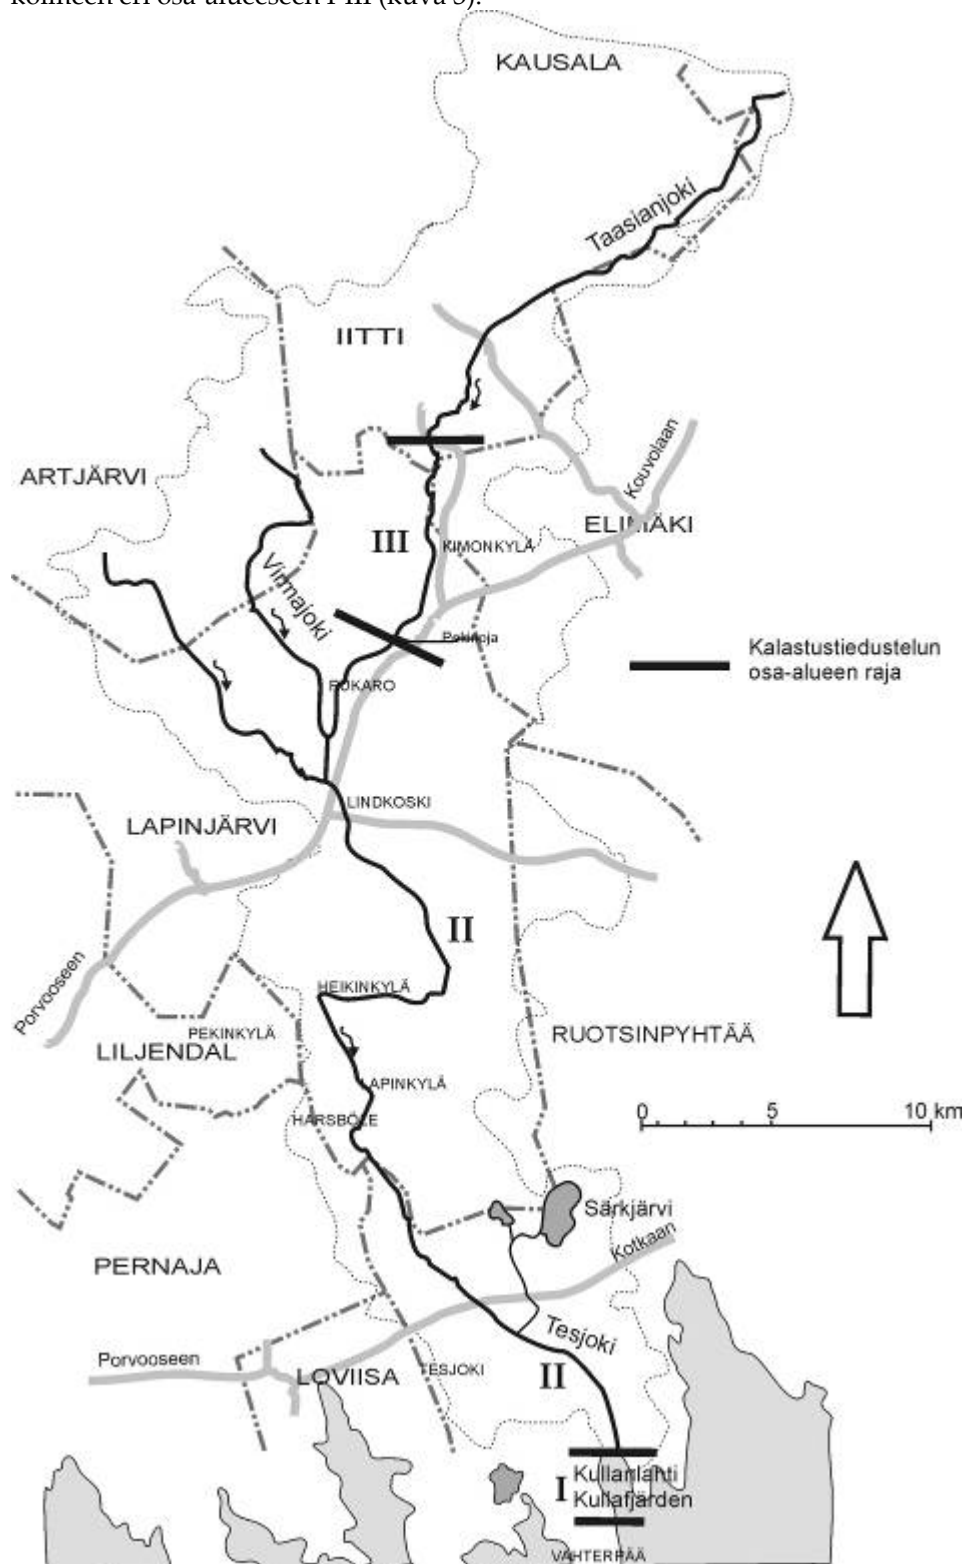 kolmeen eri osa-alueeseen I-III (kuva 3).
KAUSALA
Taasianjoki
IITTI
Kouvolaan
ARTJÄRVI
ELIMÄKI
III
KIMONKYLÄ
Virmajoki
Kalastustiedustelun
osa-alueen raja
PUKARO
LINDKOSKI
LAPINJÄRVI
II
HEIKINKYLÄ
Porvooseen
PEKINKYLÄ
RUOTSINPYHTÄÄ
LILJENDAL
LAPINKYLÄ
0 5 10 km
HARSBÖLE
Särkjärvi
Kotkaan
PERNAJA
Tesjoki
Porvooseen
TESJOKI
LOVIISA
II
Kullanlahti
I
Kullafjärden
VAHTERPÄÄ